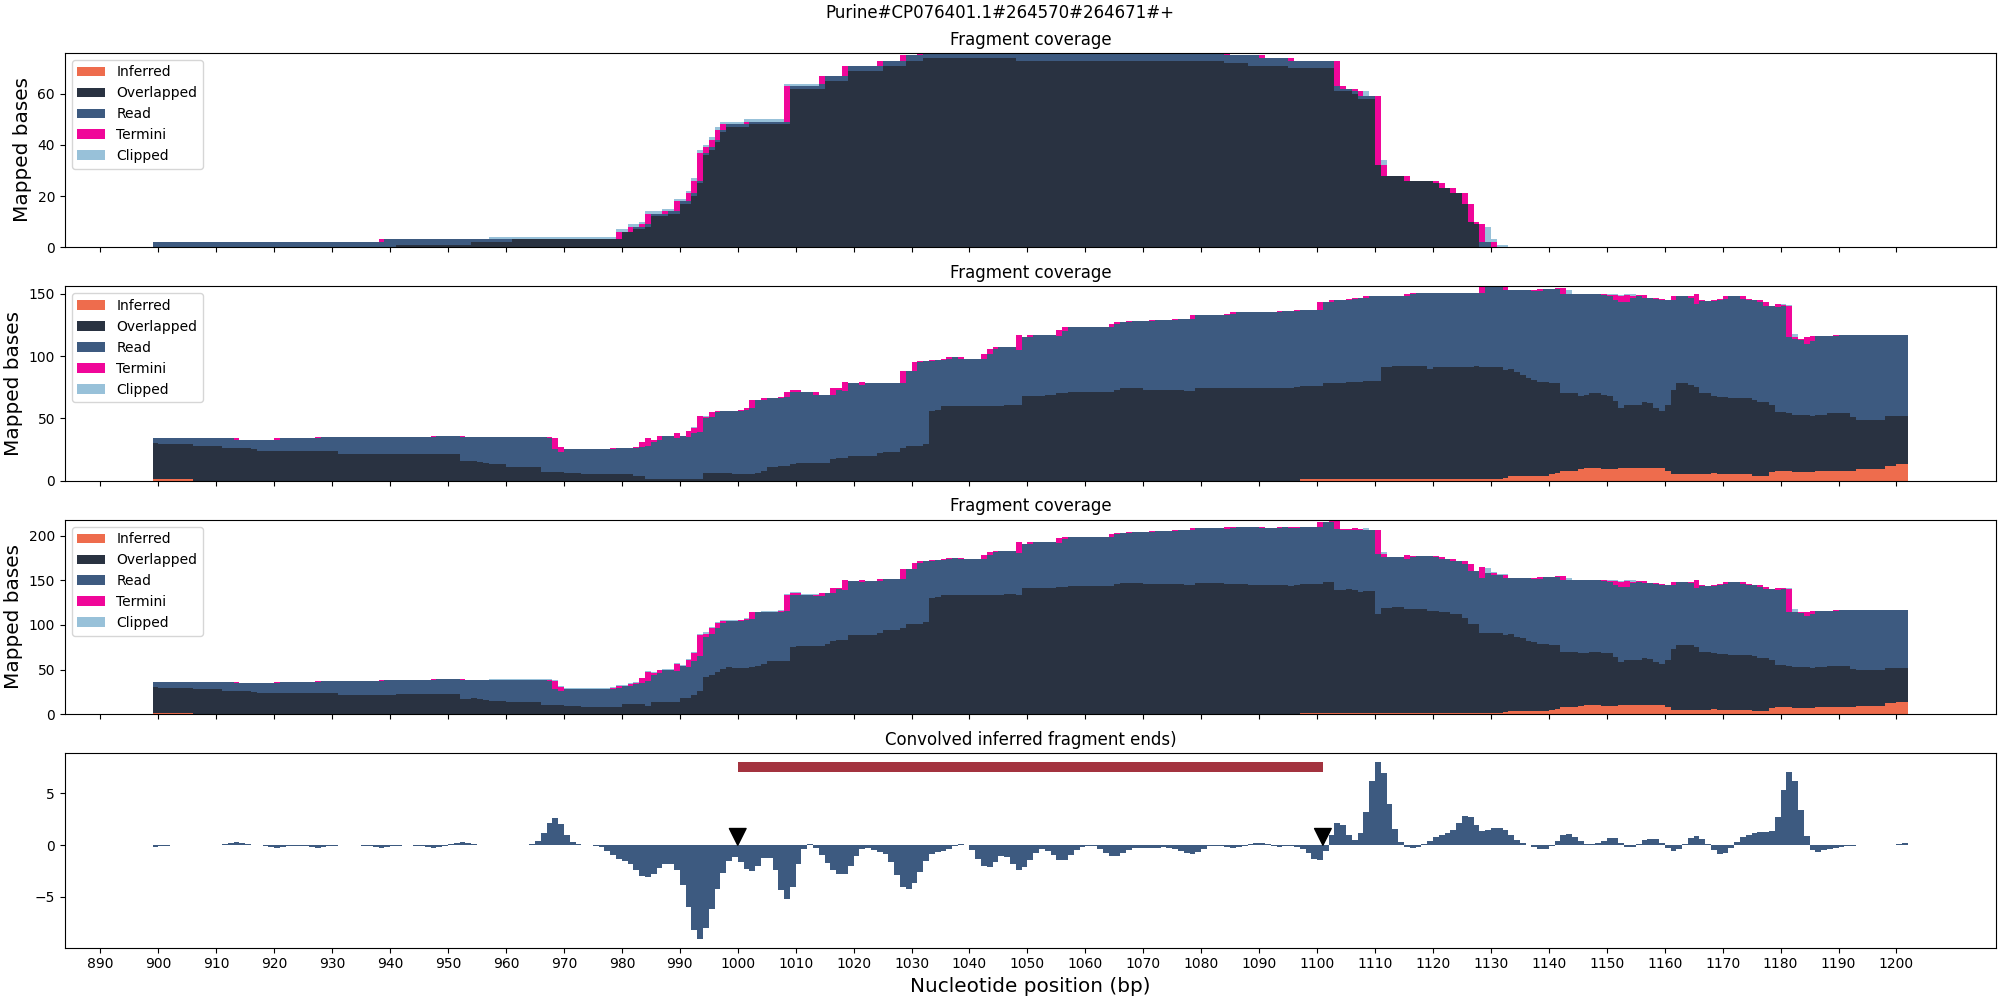 Purine#CP076401.1#264570#264671#+
Fragment coverage
Mapped bases
60
40
20
0
Inferred
Overlapped
Read
Termini
Clipped
Fragment coverage
Mapped bases
150
100
50
0
Inferred
Overlapped
Read
Termini
Clipped
Fragment coverage
Mapped bases
200
150
100
50
0
Inferred
Overlapped
Read
Termini
Clipped
Convolved inferred fragment ends)
5
0
−5
890 900 910 920 930 940 950 960 970 980 990 1000 1010 1020 1030 1040 1050 1060 1070 1080 1090 1100 1110 1120 1130 1140 1150 1160 1170 1180 1190 1200
Nucleotide position (bp)